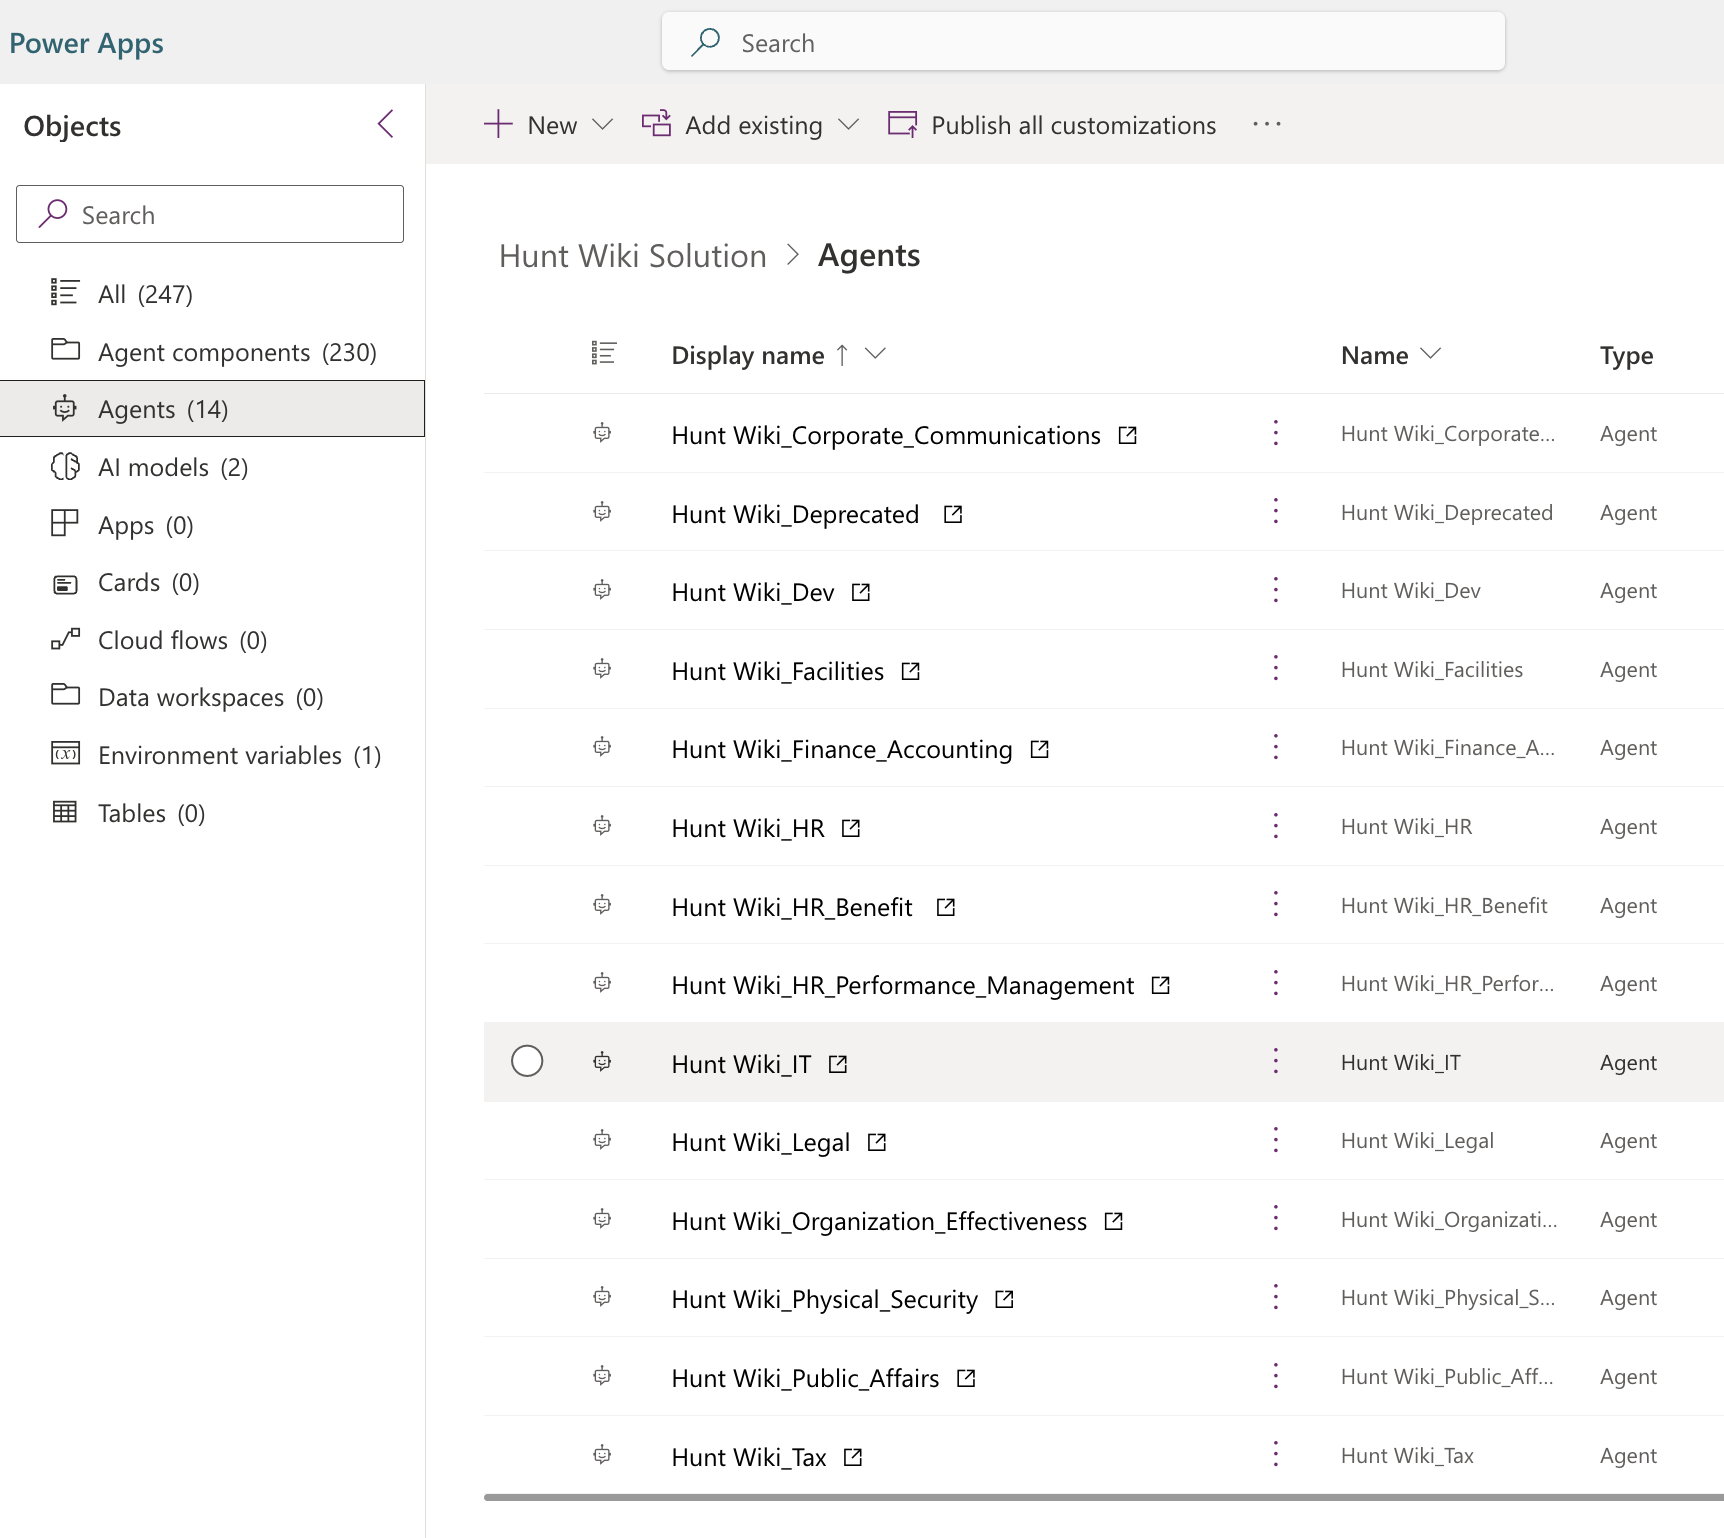 Power Apps
Search
Objects
New
Add existing
Publish all customizations
Search
Hunt Wiki Solution > Agents
All (247)
Agent components (230)
Agents (14)
AI models (2)
Apps (0)
Cards (0)
Cloud flows (0)
Data workspaces (0)
Environment variables (1)
Tables (0)
Display name ↑ Name Type
Hunt Wiki_Corporate_Communications Hunt Wiki_Corporate... Agent
Hunt Wiki_Deprecated Hunt Wiki_Deprecated Agent
Hunt Wiki_Dev Hunt Wiki_Dev Agent
Hunt Wiki_Facilities Hunt Wiki_Facilities Agent
Hunt Wiki_Finance_Accounting Hunt Wiki_Finance_A... Agent
Hunt Wiki_HR Hunt Wiki_HR Agent
Hunt Wiki_HR_Benefit Hunt Wiki_HR_Benefit Agent
Hunt Wiki_HR_Performance_Management Hunt Wiki_HR_Perfor... Agent
Hunt Wiki_IT Hunt Wiki_IT Agent
Hunt Wiki_Legal Hunt Wiki_Legal Agent
Hunt Wiki_Organization_Effectiveness Hunt Wiki_Organizati... Agent
Hunt Wiki_Physical_Security Hunt Wiki_Physical_S... Agent
Hunt Wiki_Public_Affairs Hunt Wiki_Public_Aff... Agent
Hunt Wiki_Tax Hunt Wiki_Tax Agent